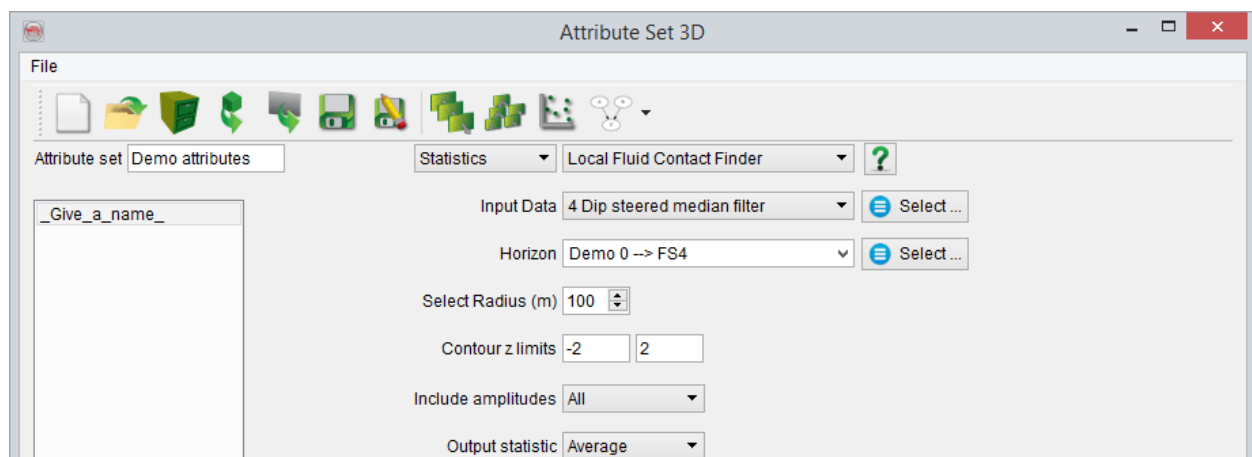 Attribute Set 3D
File
Attribute set Demo attributes Statistics Local Fluid Contact Finder ?
_Give_a_name_
Input Data 4 Dip steered median filter Select ...
Horizon Demo 0 --> FS4 Select ...
Select Radius (m) 100
Contour z limits -2 2
Include amplitudes All
Output statistic Average